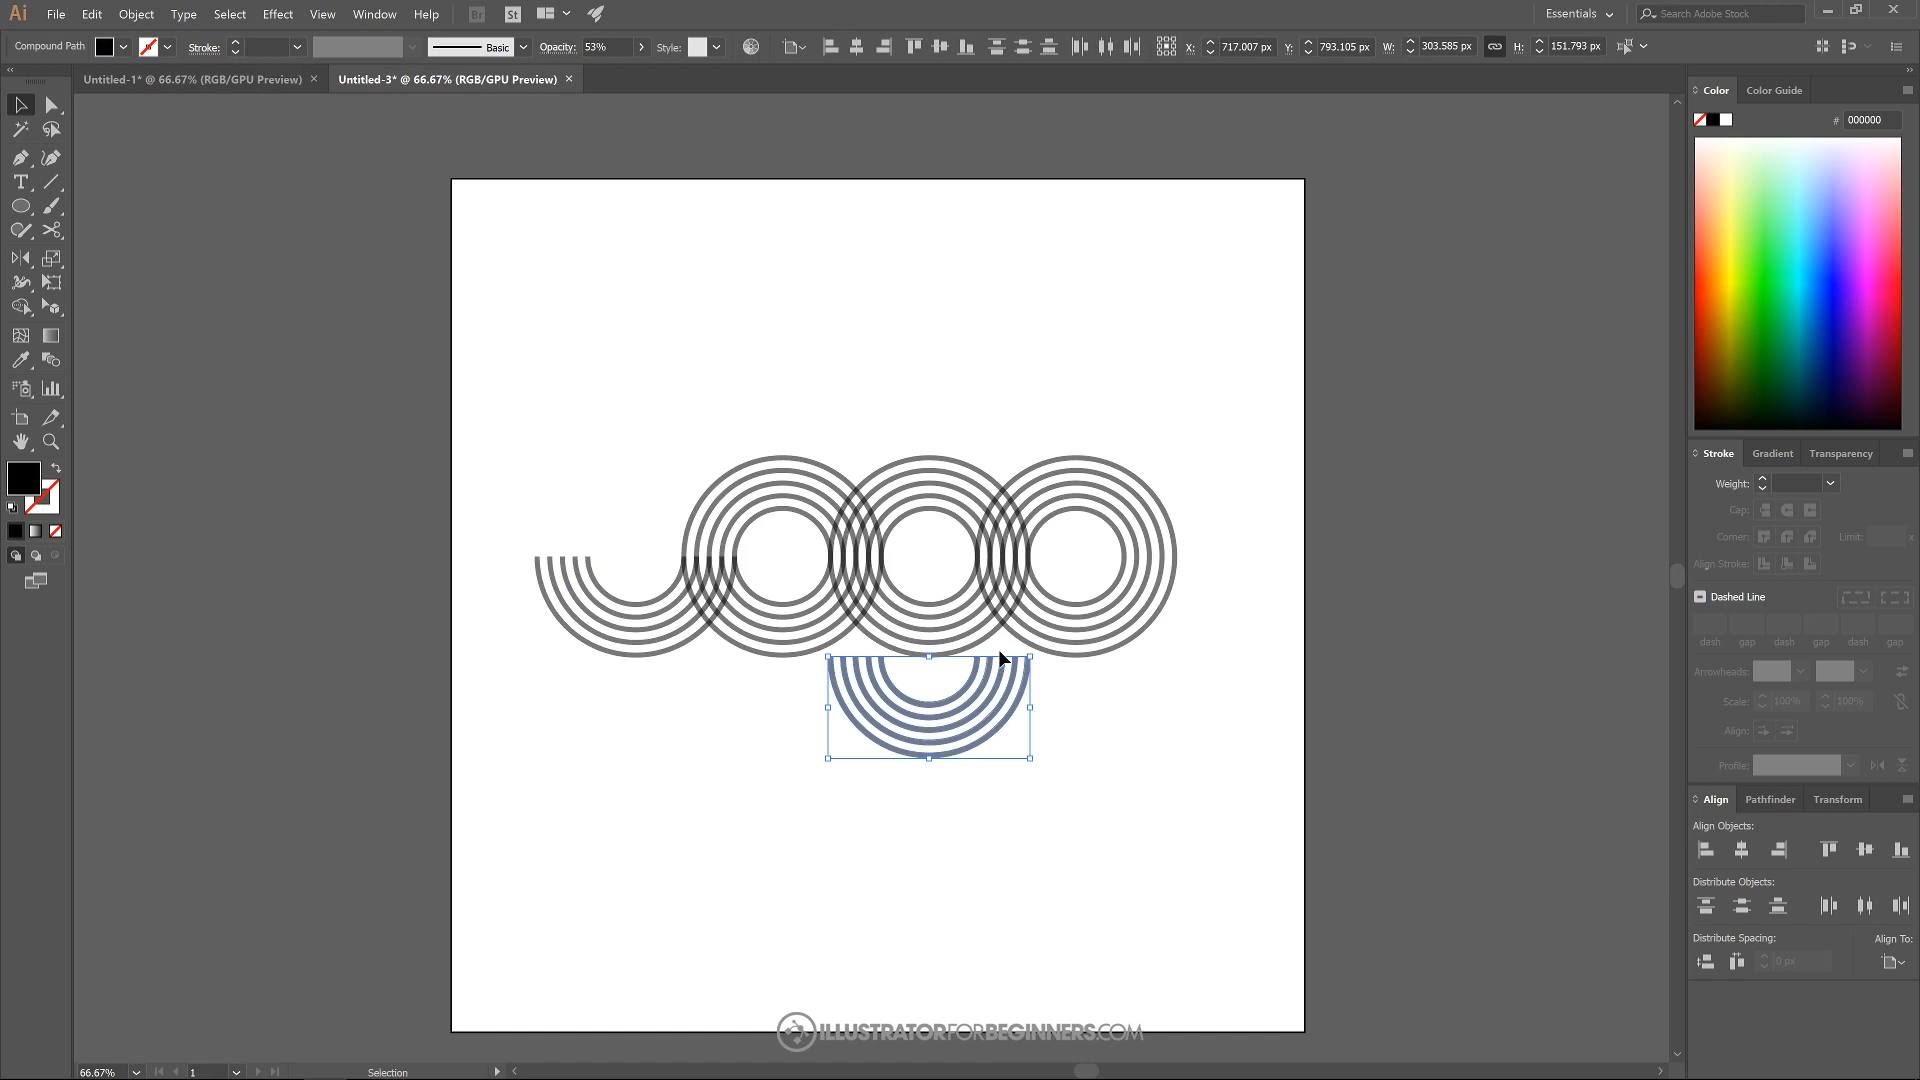 Ai File Edit Object Type Select Effect View Window Help Br St Essentials Search Adobe Stock
Compound Path Stroke: Basic Opacity: 53% Style: X: 717.007 px Y: 793.105 px W: 303.585 px H: 151.793 px
Untitled-1* @ 66.67% (RGB/GPU Preview) Untitled-3* @ 66.67% (RGB/GPU Preview)
Color Color Guide
# 000000
Stroke Gradient Transparency
Weight:
Cap:
Corner: Limit: x
Align Stroke:
Dashed Line
dash gap dash gap dash gap
Arrowheads:
Scale: 100% 100%
Align:
Profile:
Align Pathfinder Transform
Align Objects:
Distribute Objects:
Distribute Spacing: Align To:
0 px
ILLUSTRATORFORBEGINNERS.COM
66.67% 1 Selection